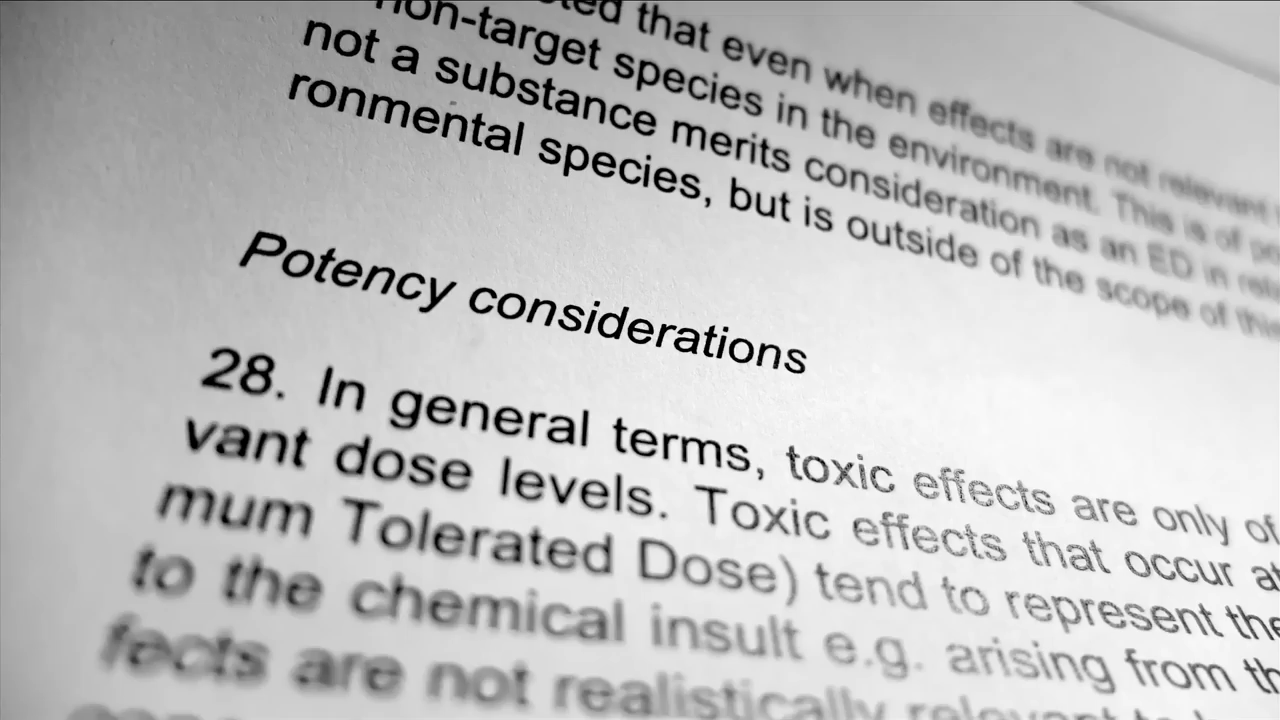 that even when effects are not relevant
non-target species in the environment. This is of
not a substance merits consideration as an ED in
ronmental species, but is outside of the scope of
Potency considerations
28. In general terms, toxic effects are only of
vant dose levels. Toxic effects that occur at
mum Tolerated Dose) tend to represent the
to the chemical insult e.g. arising from
fects are not realistically